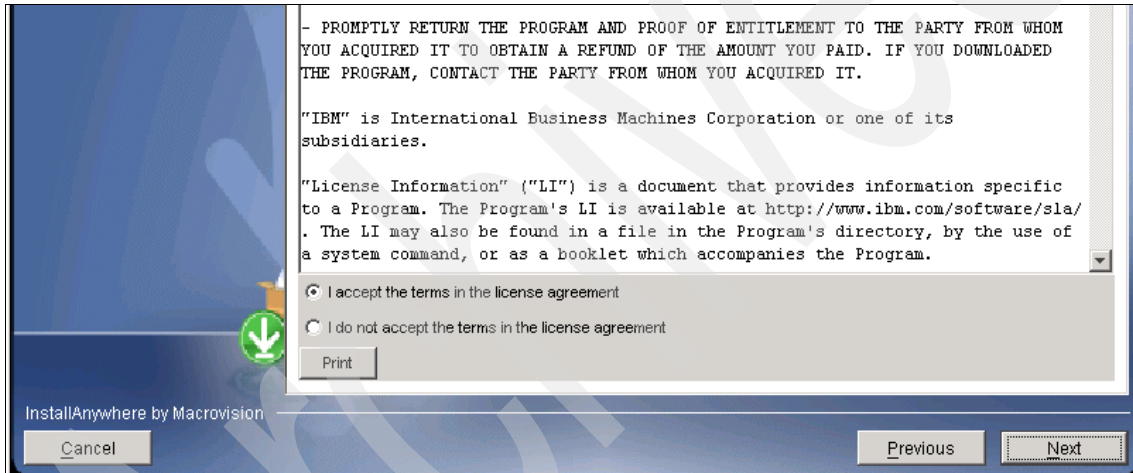 - PROMPTLY RETURN THE PROGRAM AND PROOF OF ENTITLEMENT TO THE PARTY FROM WHOM
YOU ACQUIRED IT TO OBTAIN A REFUND OF THE AMOUNT YOU PAID. IF YOU DOWNLOADED
THE PROGRAM, CONTACT THE PARTY FROM WHOM YOU ACQUIRED IT.
"IBM" is International Business Machines Corporation or one of its
subsidiaries.
"License Information" ("LI") is a document that provides information specific
to a Program. The Program's LI is available at http://www.ibm.com/software/sla/
. The LI may also be found in a file in the Program's directory, by the use of
a system command, or as a booklet which accompanies the Program.
I accept the terms in the license agreement
I do not accept the terms in the license agreement
Print
InstallAnywhere by Macrovision
Cancel
Previous
Next